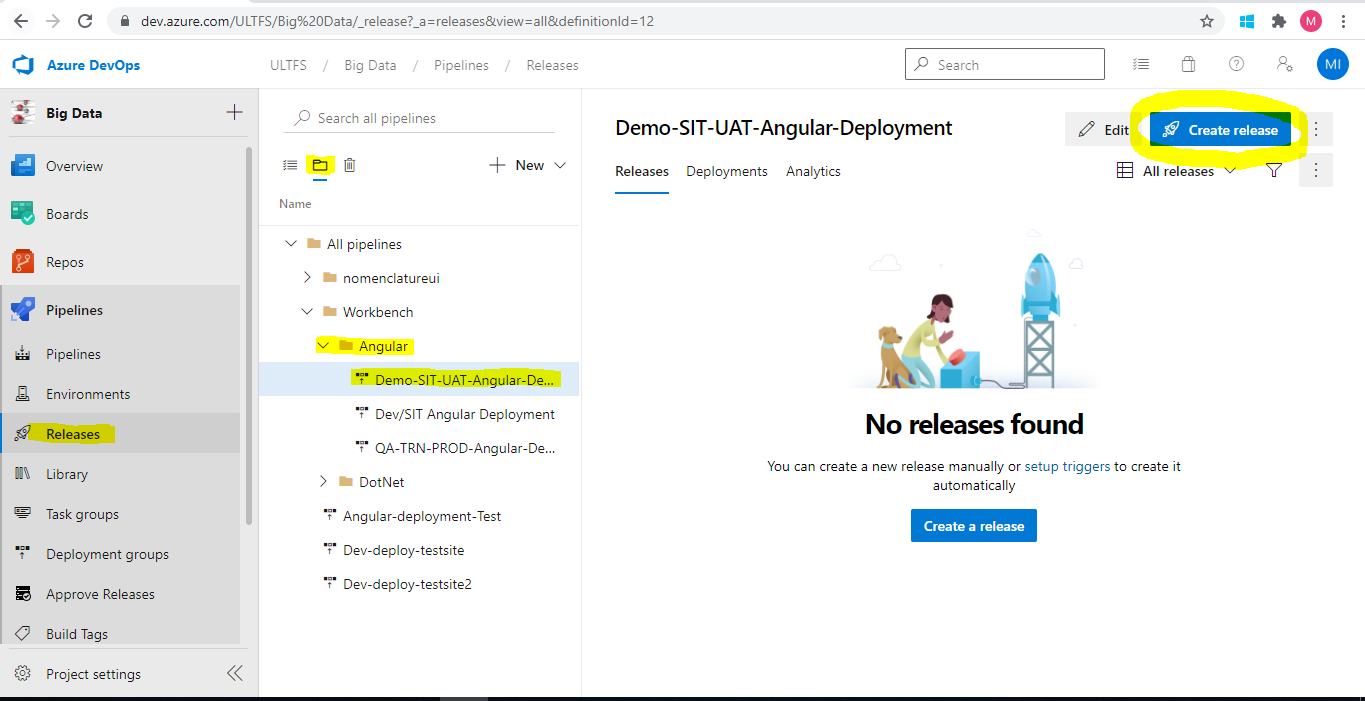 dev.azure.com/ULTFS/Big%20Data/_release?_a=releases&view=all&definitionId=12
M
Azure DevOps
ULTFS / Big Data / Pipelines / Releases
Search
MI
Big Data
Overview
Boards
Repos
Pipelines
Pipelines
Environments
Releases
Library
Task groups
Deployment groups
Approve Releases
Build Tags
Project settings
Search all pipelines
New
Name
All pipelines
nomenclatureui
Workbench
Angular
Demo-SIT-UAT-Angular-De...
Dev/SIT Angular Deployment
QA-TRN-PROD-Angular-De...
DotNet
Angular-deployment-Test
Dev-deploy-testsite
Dev-deploy-testsite2
Demo-SIT-UAT-Angular-Deployment
Edit
Create release
Releases Deployments Analytics
All releases
No releases found
You can create a new release manually or setup triggers to create it
automatically
Create a release